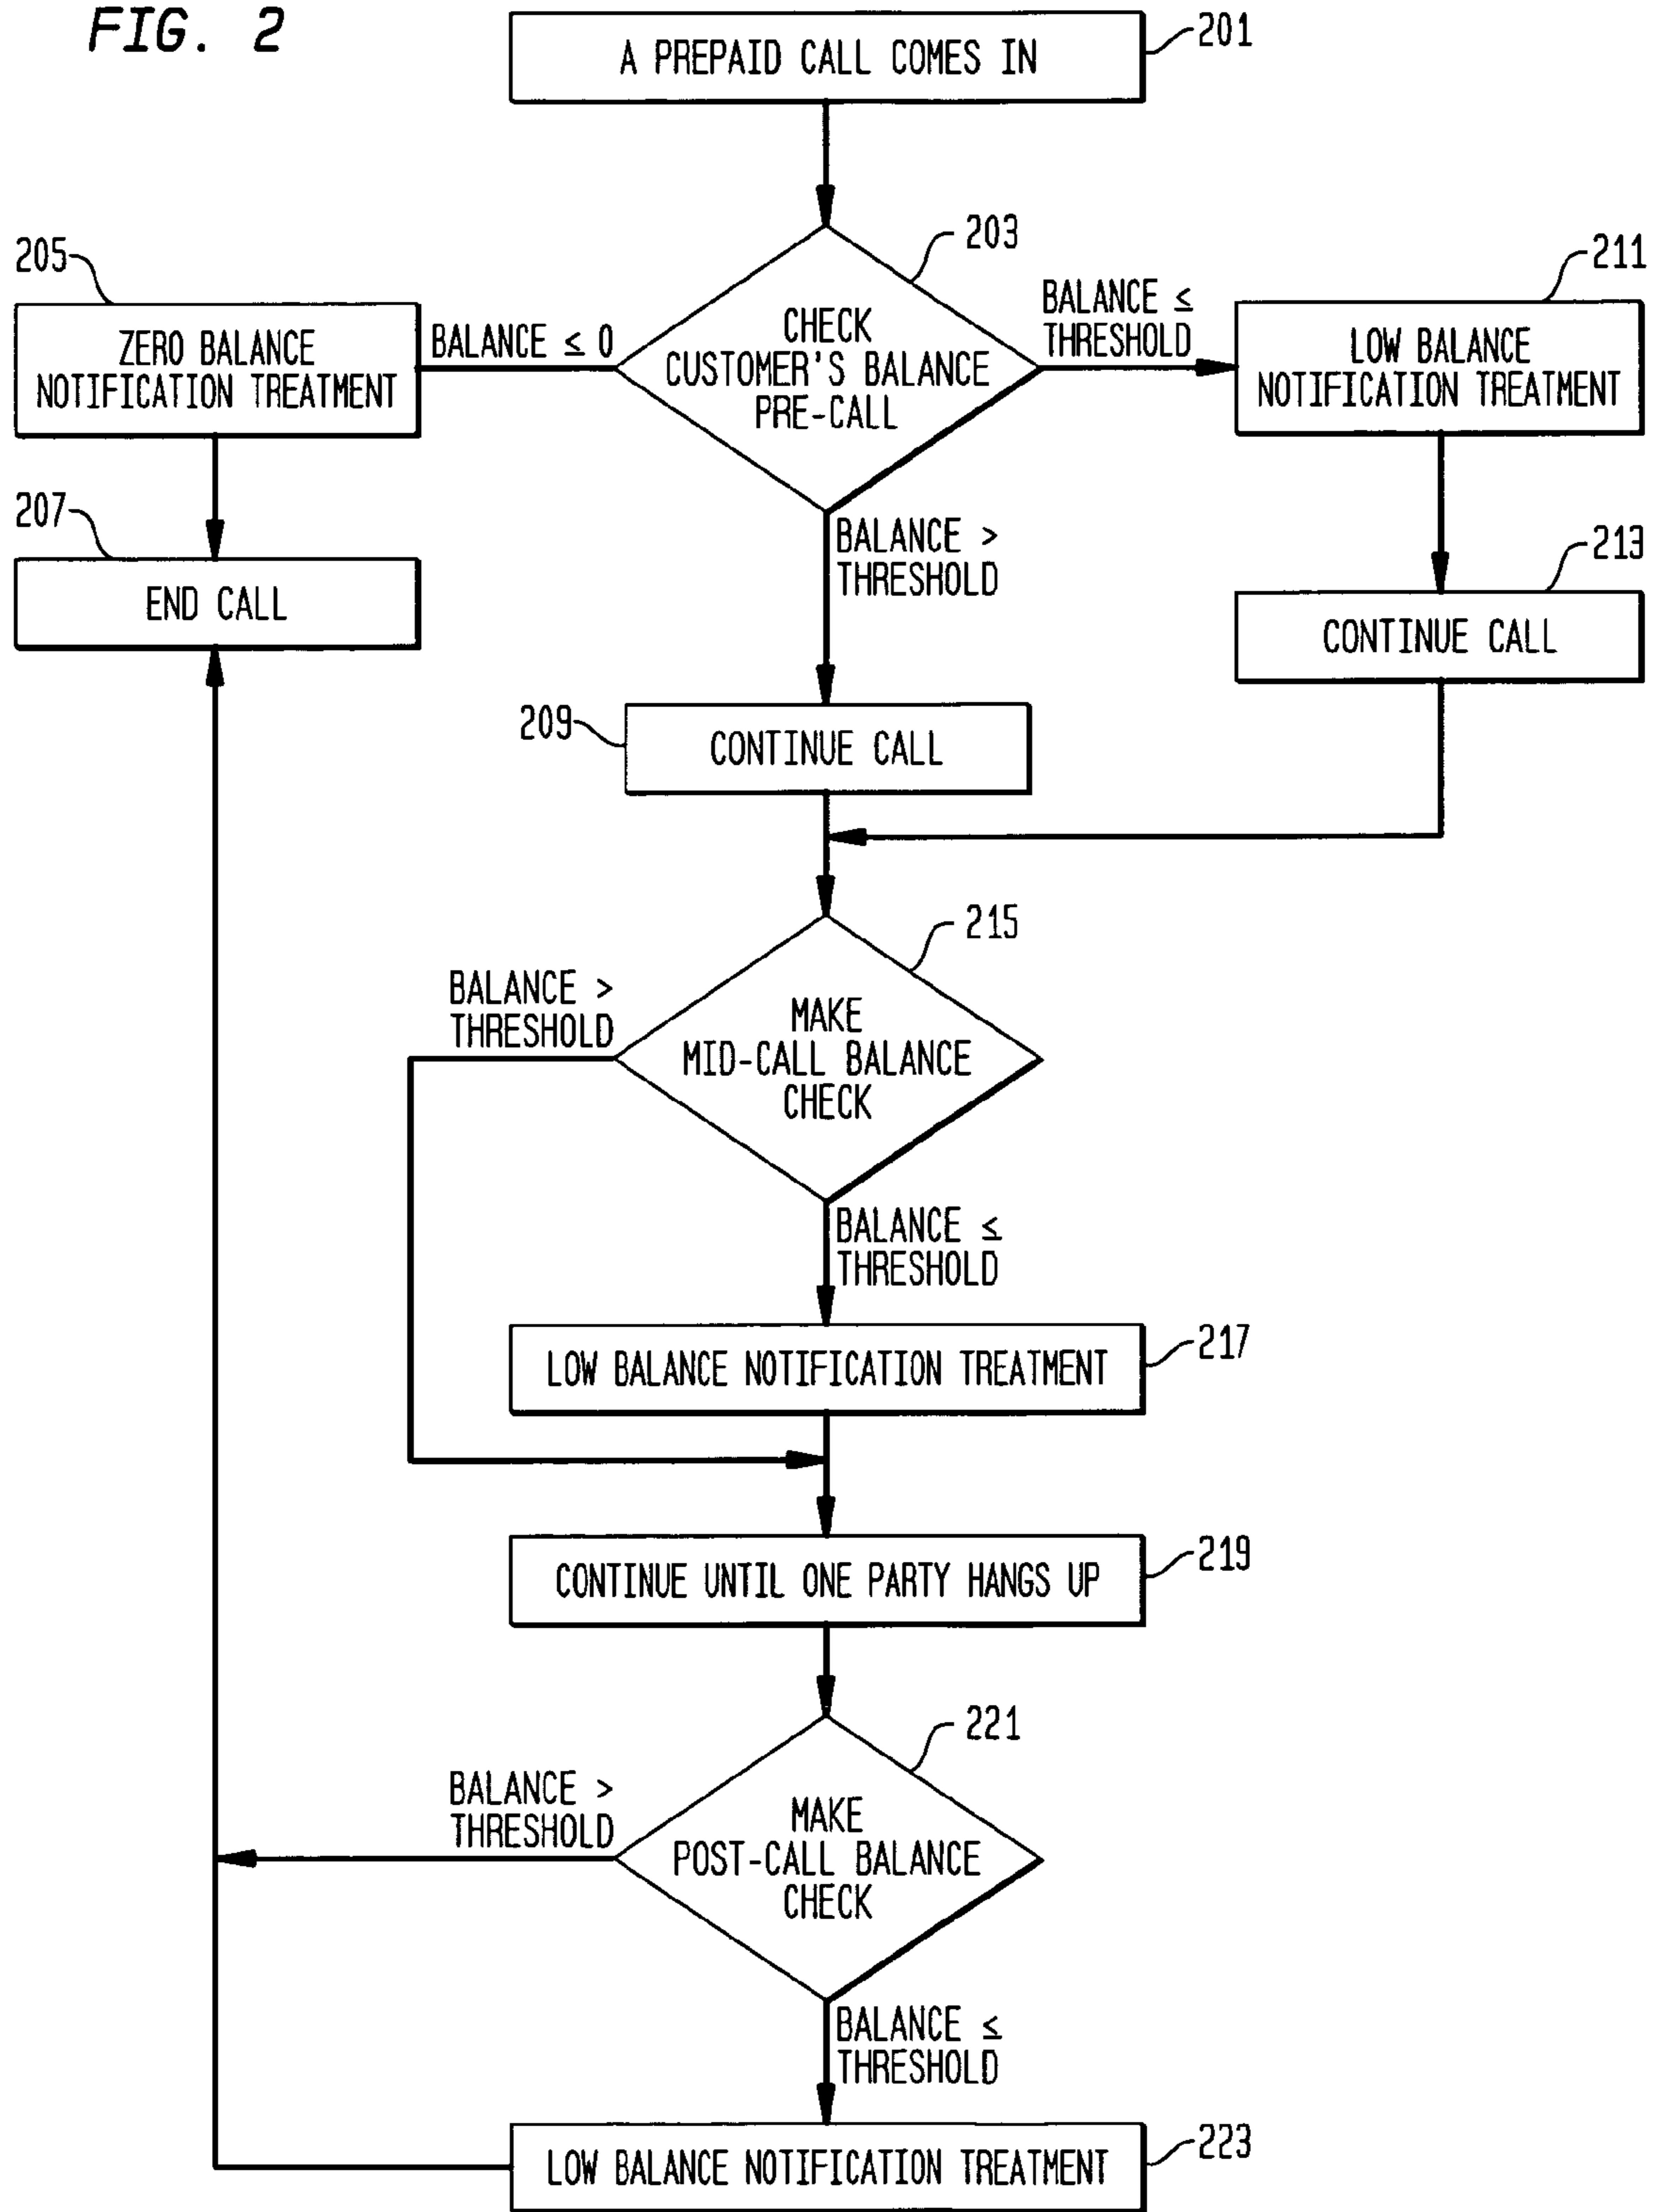 FIG. 2
A PREPAID CALL COMES IN
201
203
CHECK
CUSTOMER'S BALANCE
PRE-CALL
205
ZERO BALANCE
NOTIFICATION TREATMENT
BALANCE ≤ 0
BALANCE ≤
THRESHOLD
211
LOW BALANCE
NOTIFICATION TREATMENT
207
END CALL
BALANCE >
THRESHOLD
213
CONTINUE CALL
209
CONTINUE CALL
215
MAKE
MID-CALL BALANCE
CHECK
BALANCE >
THRESHOLD
BALANCE ≤
THRESHOLD
LOW BALANCE NOTIFICATION TREATMENT
217
CONTINUE UNTIL ONE PARTY HANGS UP
219
221
MAKE
POST-CALL BALANCE
CHECK
BALANCE >
THRESHOLD
BALANCE ≤
THRESHOLD
LOW BALANCE NOTIFICATION TREATMENT
223